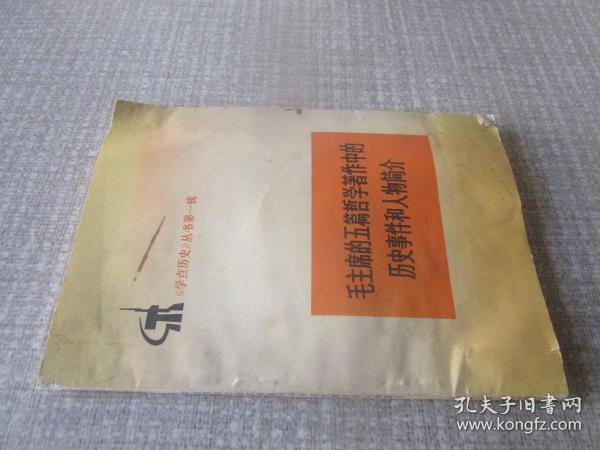 《学点历史》丛书第一辑
毛主席的五篇哲学著作中的
历史事件和人物简介
孔夫子旧书网
www.kongfz.com